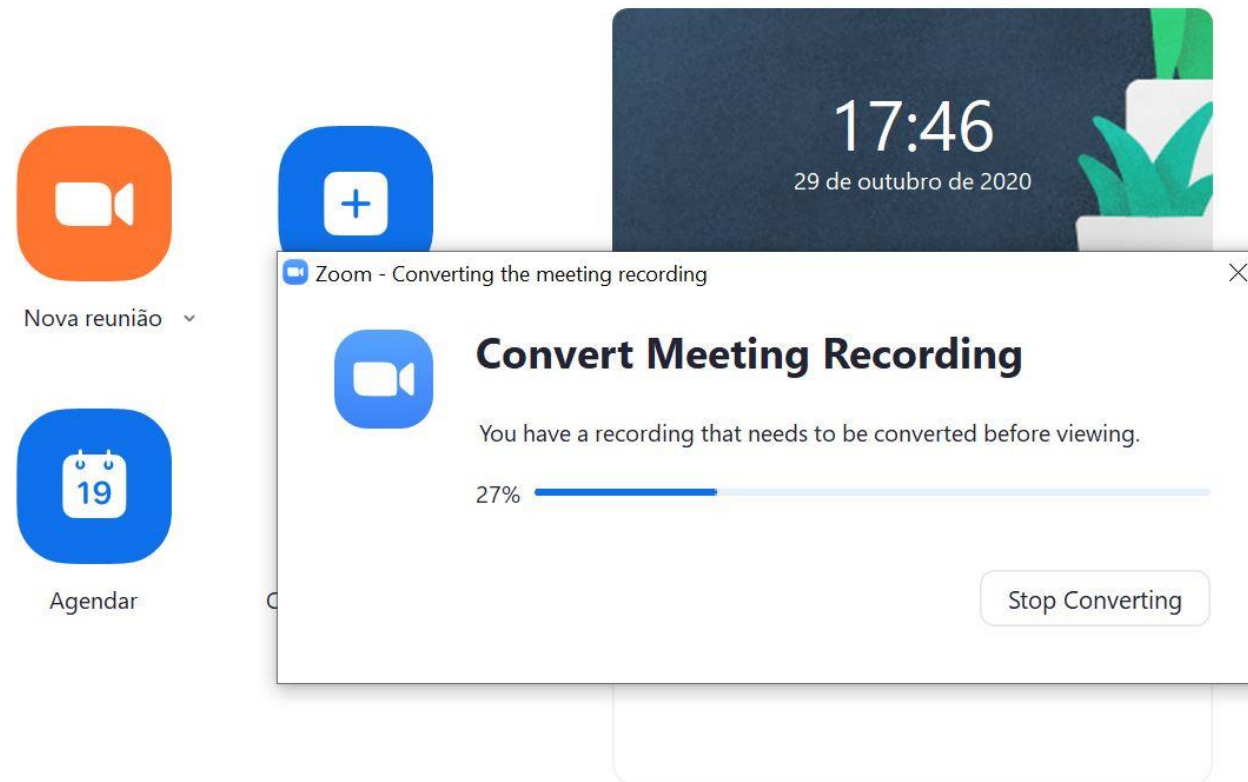 17:46
29 de outubro de 2020
Nova reunião
Zoom - Converting the meeting recording
Convert Meeting Recording
You have a recording that needs to be converted before viewing.
27%
Stop Converting
19
Agendar